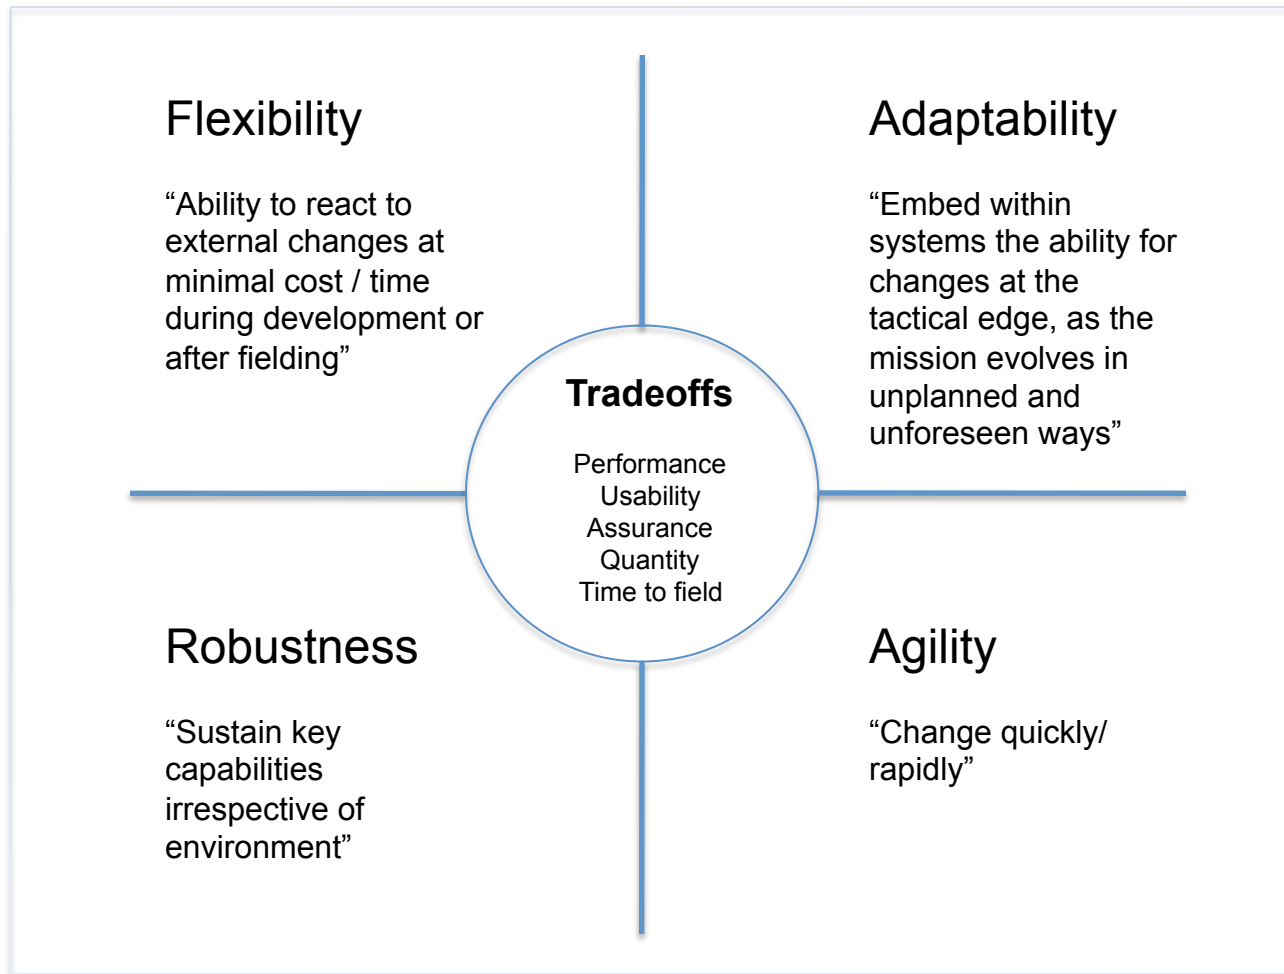 Flexibility
“Ability to react to
external changes at
minimal cost / time
during development or
after fielding”
Adaptability
“Embed within
systems the ability for
changes at the
tactical edge, as the
mission evolves in
unplanned and
unforeseen ways”
Tradeoffs
Performance
Usability
Assurance
Quantity
Time to field
Robustness
“Sustain key
capabilities
irrespective of
environment”
Agility
“Change quickly/
rapidly”